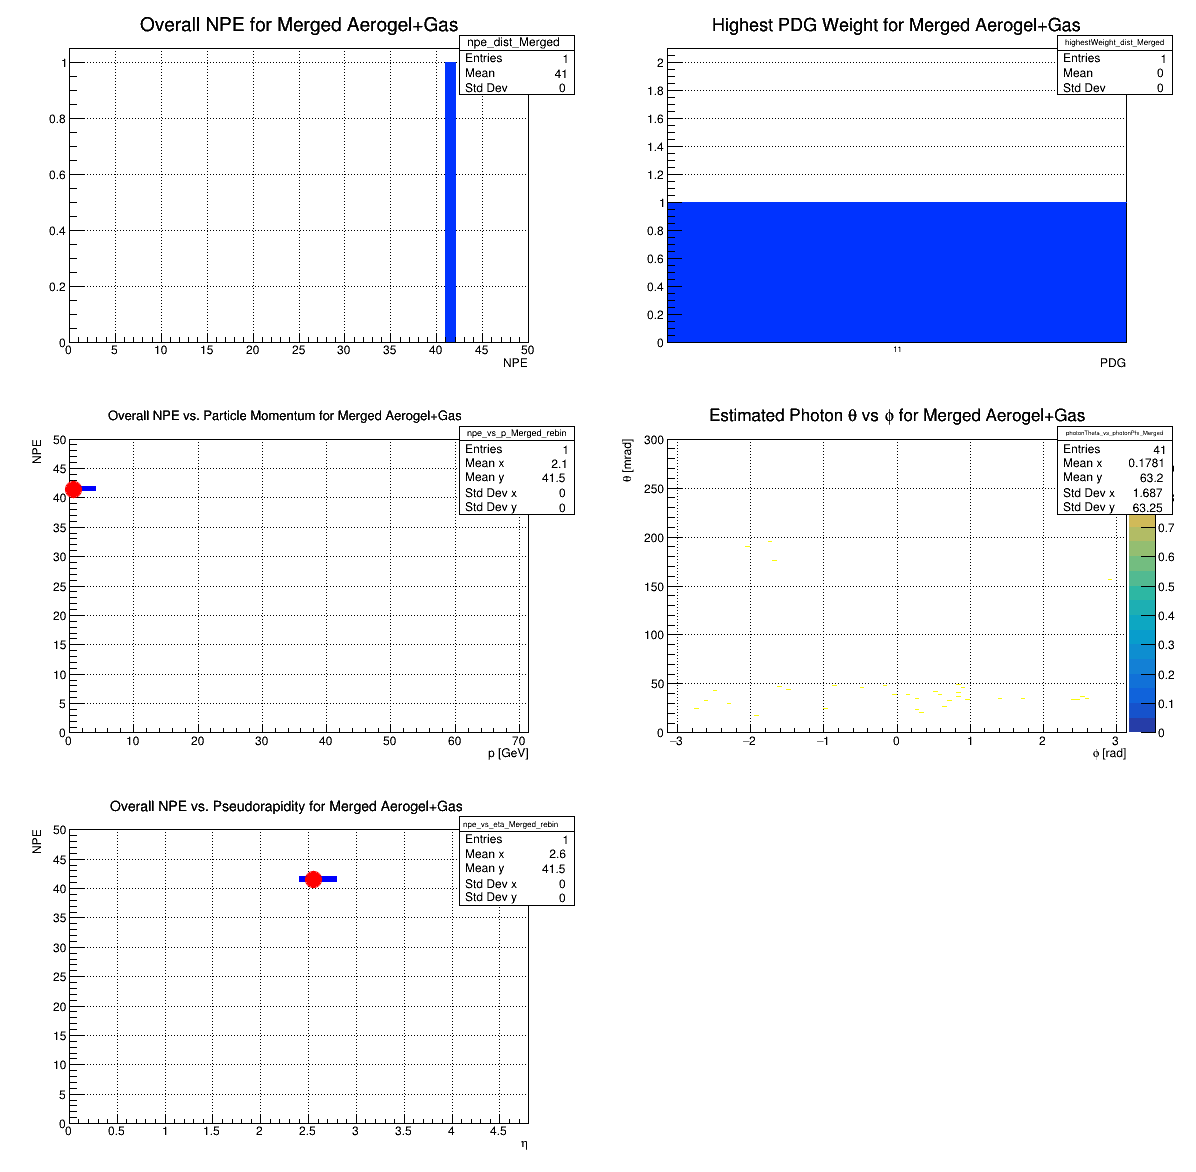 Overall NPE for Merged Aerogel+Gas
npe_dist_Merged
Entries 1
Mean 41
Std Dev 0
1
0.8
0.6
0.4
0.2
0
0 5 10 15 20 25 30 35 40 45 50
NPE
Highest PDG Weight for Merged Aerogel+Gas
highestWeight_dist_Merged
Entries 1
Mean 0
Std Dev 0
2
1.8
1.6
1.4
1.2
1
0.8
0.6
0.4
0.2
0
11
PDG
Overall NPE vs. Particle Momentum for Merged Aerogel+Gas
npe_vs_p_Merged_rebin
Entries 1
Mean x 2.1
Mean y 41.5
Std Dev x 0
Std Dev y 0
NPE
50
45
40
35
30
25
20
15
10
5
0
0 10 20 30 40 50 60 70
p [GeV]
Estimated Photon θ vs ϕ for Merged Aerogel+Gas
photonTheta_vs_photonPhi_Merged
Entries 41
Mean x 0.1781
Mean y 63.2
Std Dev x 1.687
Std Dev y 63.25
θ [mrad]
300
250
200
150
100
50
0
−3 −2 −1 0 1 2 3
ϕ [rad]
0.7
0.6
0.5
0.4
0.3
0.2
0.1
0
Overall NPE vs. Pseudorapidity for Merged Aerogel+Gas
npe_vs_eta_Merged_rebin
Entries 1
Mean x 2.6
Mean y 41.5
Std Dev x 0
Std Dev y 0
NPE
50
45
40
35
30
25
20
15
10
5
0
0 0.5 1 1.5 2 2.5 3 3.5 4 4.5
η